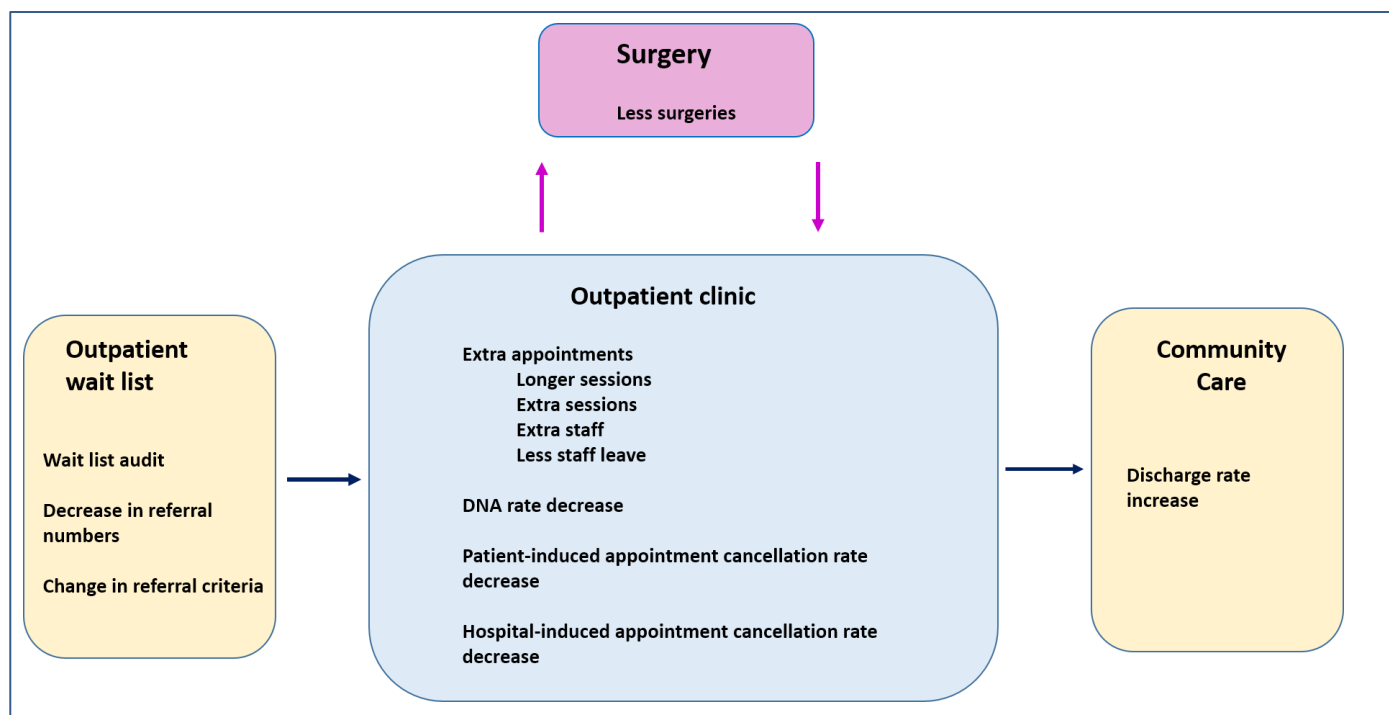 Surgery
Less surgeries
Outpatient
wait list
Wait list audit
Decrease in referral
numbers
Change in referral criteria
Outpatient clinic
Extra appointments
Longer sessions
Extra sessions
Extra staff
Less staff leave
DNA rate decrease
Patient-induced appointment cancellation rate
decrease
Hospital-induced appointment cancellation rate
decrease
Community
Care
Discharge rate
increase